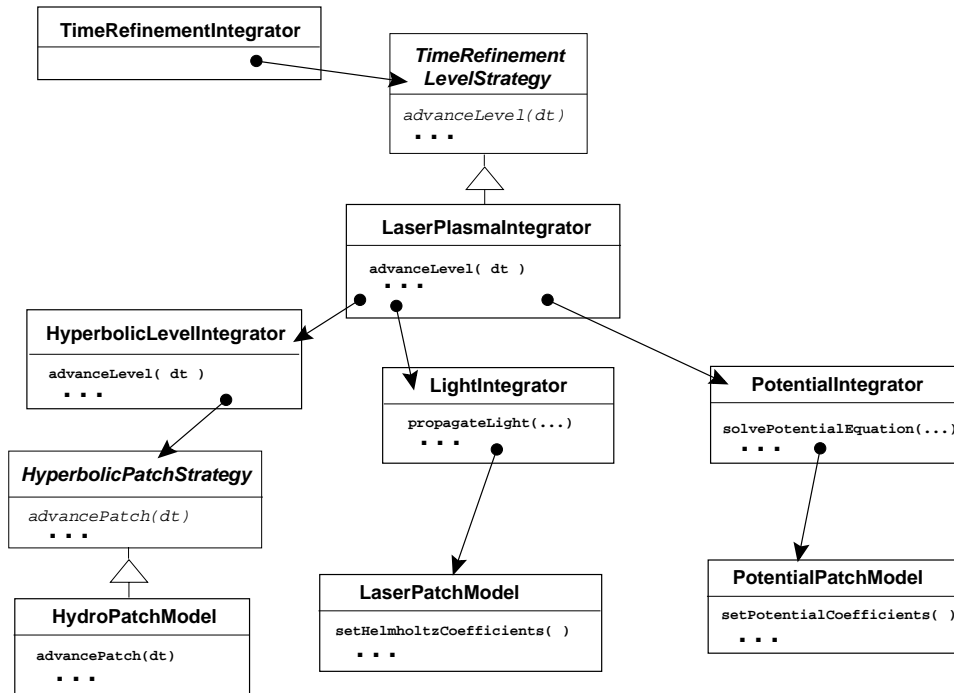 TimeRefinementIntegrator
TimeRefinement
LevelStrategy
advanceLevel(dt)
...
LaserPlasmaIntegrator
advanceLevel( dt )
...
HyperbolicLevelIntegrator
advanceLevel( dt )
...
LightIntegrator
propagateLight(...)
...
PotentialIntegrator
solvePotentialEquation(...)
...
HyperbolicPatchStrategy
advancePatch(dt)
...
HydroPatchModel
advancePatch(dt)
...
LaserPatchModel
setHelmholtzCoefficients( )
...
PotentialPatchModel
setPotentialCoefficients( )
...